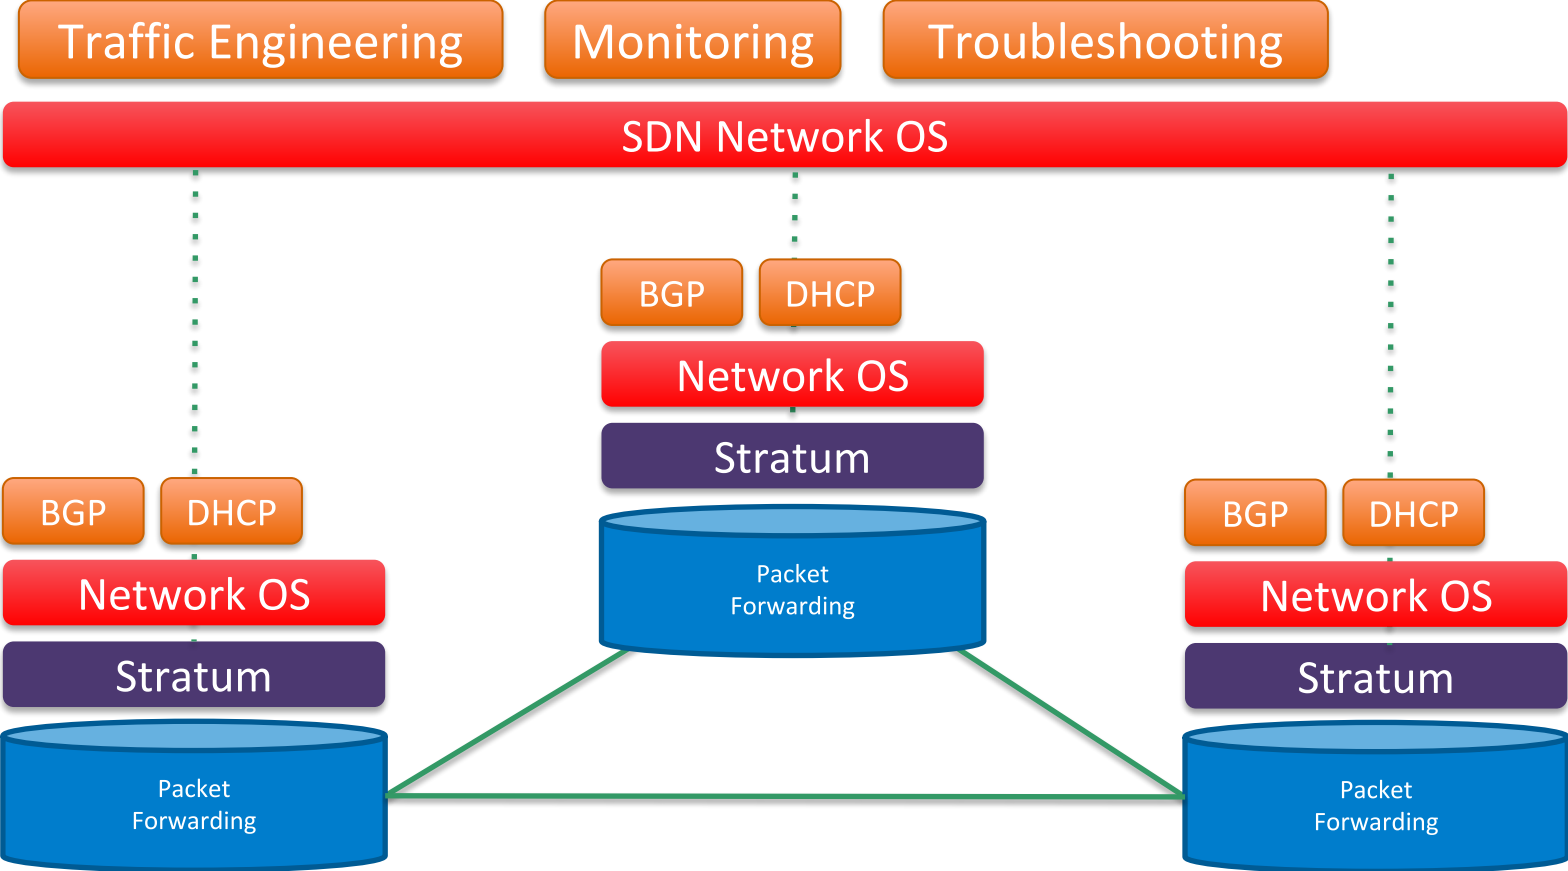 Traffic Engineering
Monitoring
Troubleshooting
SDN Network OS
BGP
DHCP
Network OS
Stratum
Packet
Forwarding
BGP
DHCP
Network OS
Stratum
Packet
Forwarding
BGP
DHCP
Network OS
Stratum
Packet
Forwarding